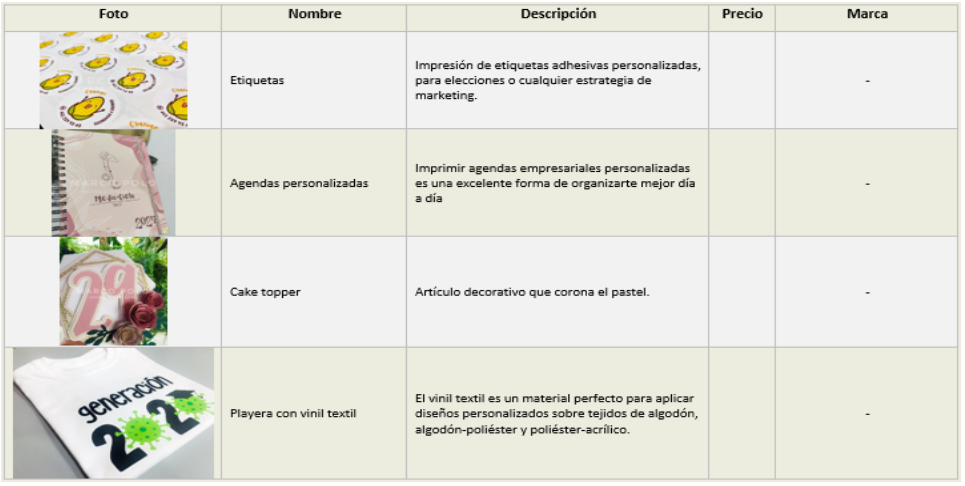 Foto Nombre Descripción Precio Marca
Etiquetas
Impresión de etiquetas adhesivas personalizadas,
para elecciones o cualquier estrategia de
marketing.
-
Agendas personalizadas
Imprimir agendas empresariales personalizadas
es una excelente forma de organizarte mejor día
a día
-
Cake topper
Artículo decorativo que corona el pastel.
-
generación
2020
Playera con vinil textil
El vinil textil es un material perfecto para aplicar
diseños personalizados sobre tejidos de algodón,
algodón-poliéster y poliéster-acrílico.
-